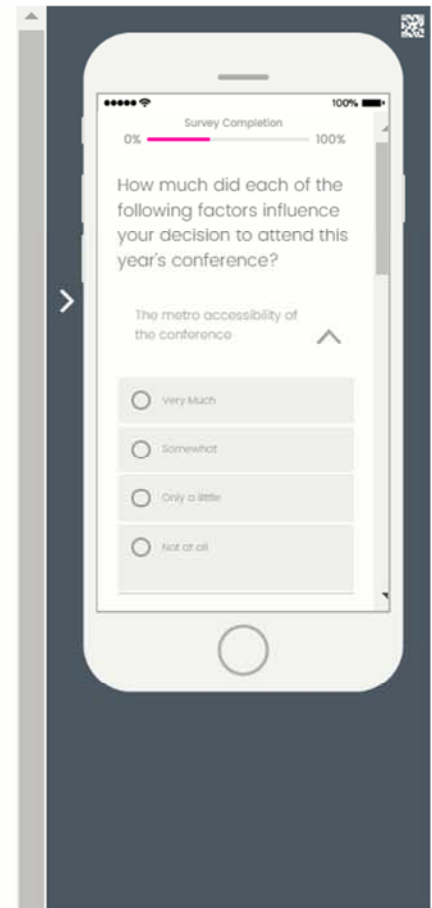 100%
Survey Completion
0% 100%
How much did each of the
following factors influence
your decision to attend this
year's conference?
The metro accessibility of
the conference
Very Much
Somewhat
Only a little
Not at all